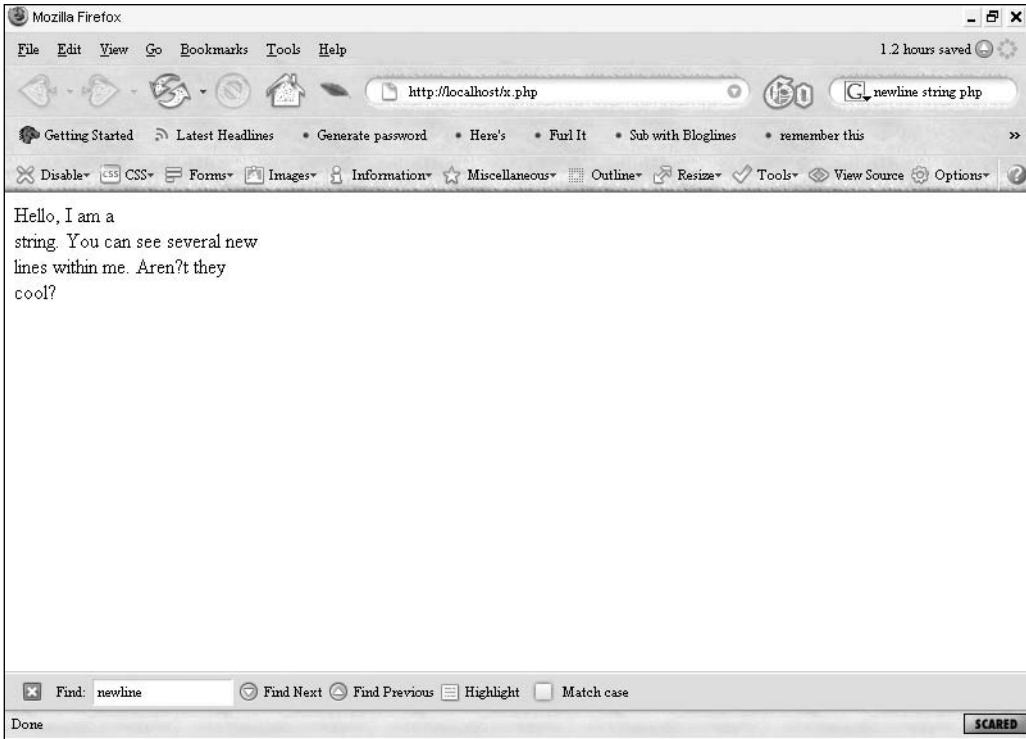 Mozilla Firefox
File Edit View Go Bookmarks Tools Help 1.2 hours saved
http://localhost/x.php Go G newline string php
Getting Started Latest Headlines Generate password Here's Furl It Sub with Bloglines remember this »
Disable CSS CSS Forms Images Information Miscellaneous Outline Resize Tools View Source Options
Hello, I am a
string. You can see several new
lines within me. Aren?t they
cool?
Find: newline Find Next Find Previous Highlight Match case
Done SCARED